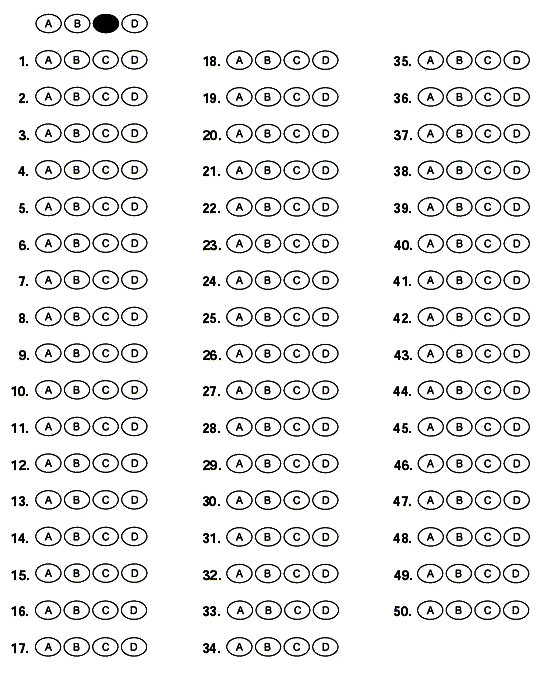 A B D
1. A B C D 18. A B C D 35. A B C D
2. A B C D 19. A B C D 36. A B C D
3. A B C D 20. A B C D 37. A B C D
4. A B C D 21. A B C D 38. A B C D
5. A B C D 22. A B C D 39. A B C D
6. A B C D 23. A B C D 40. A B C D
7. A B C D 24. A B C D 41. A B C D
8. A B C D 25. A B C D 42. A B C D
9. A B C D 26. A B C D 43. A B C D
10. A B C D 27. A B C D 44. A B C D
11. A B C D 28. A B C D 45. A B C D
12. A B C D 29. A B C D 46. A B C D
13. A B C D 30. A B C D 47. A B C D
14. A B C D 31. A B C D 48. A B C D
15. A B C D 32. A B C D 49. A B C D
16. A B C D 33. A B C D 50. A B C D
17. A B C D 34. A B C D